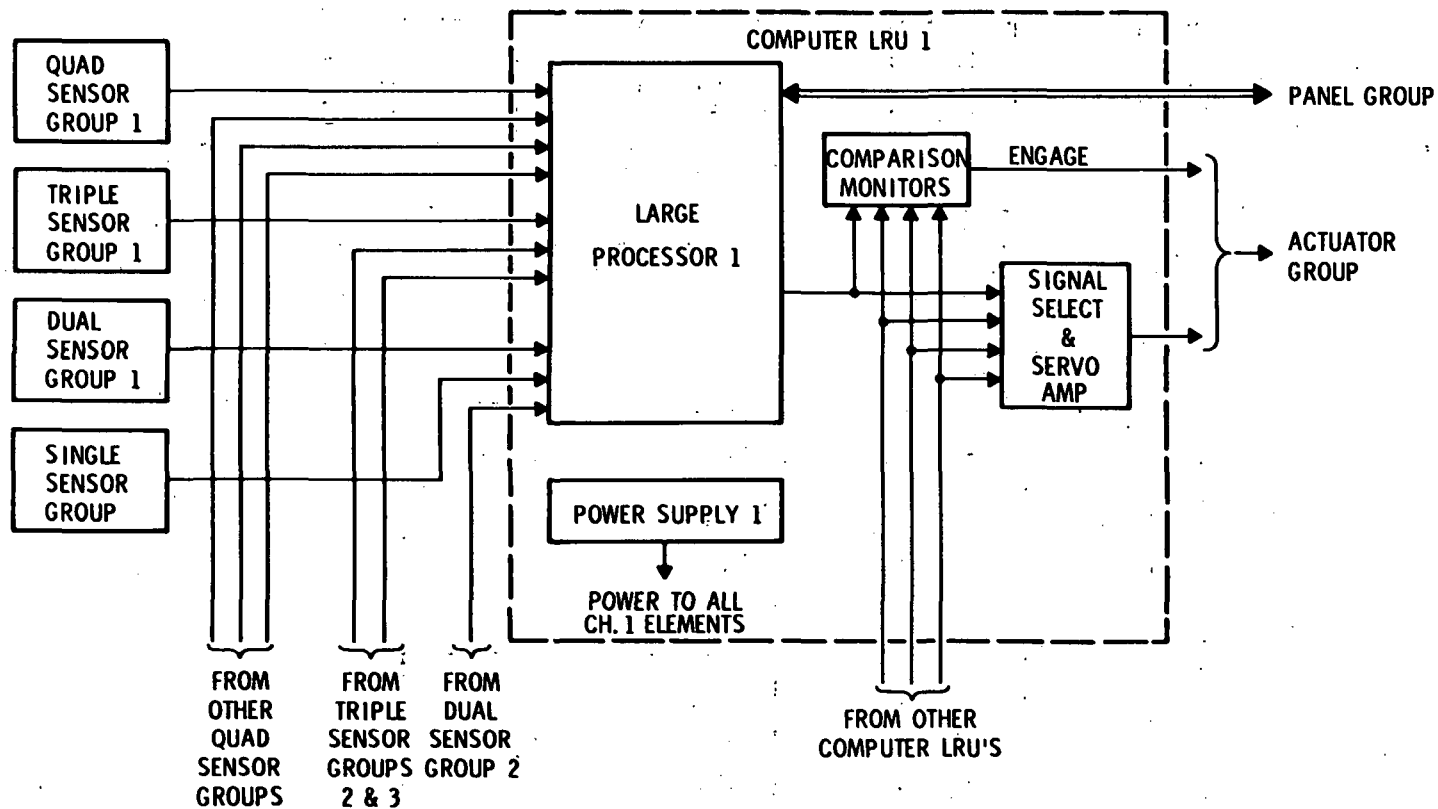 COMPUTER LRU 1
QUAD
SENSOR
GROUP 1
TRIPLE
SENSOR
GROUP 1
DUAL
SENSOR
GROUP 1
SINGLE
SENSOR
GROUP
LARGE
PROCESSOR 1
PANEL GROUP
COMPARISON
MONITORS
ENGAGE
ACTUATOR
GROUP
SIGNAL
SELECT
&
SERVO
AMP
POWER SUPPLY 1
POWER TO ALL
CH. 1 ELEMENTS
FROM
OTHER
QUAD
SENSOR
GROUPS
FROM
TRIPLE
SENSOR
GROUPS
2 & 3
FROM
DUAL
SENSOR
GROUP 2
FROM OTHER
COMPUTER LRU'S